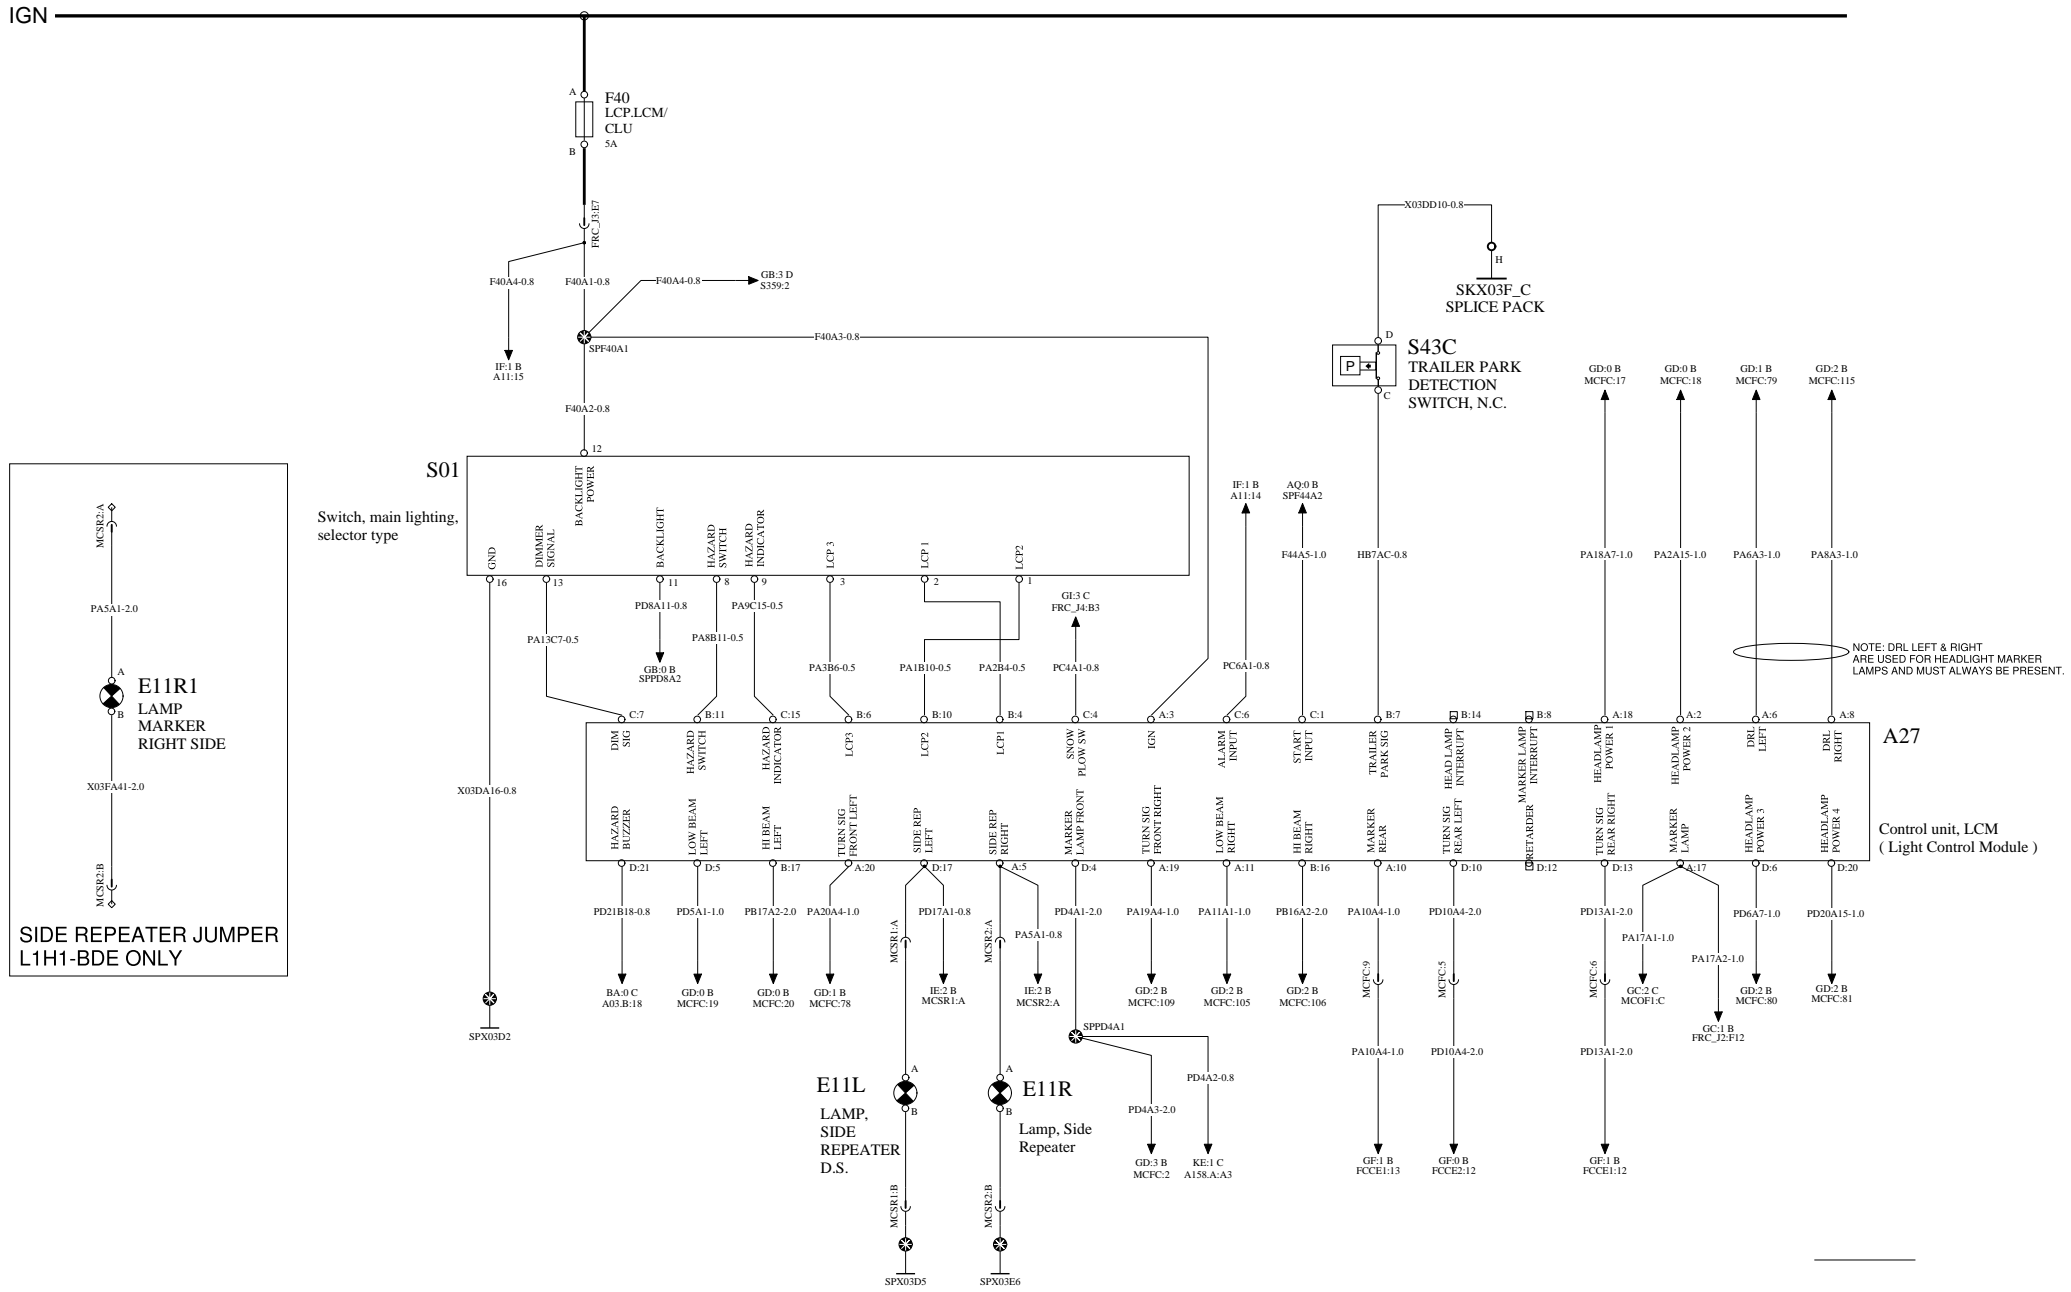 IGN
A
F40
LCP.LCM/
CLU
5A
B
FRC_J3:E7
F40A4-0.8
F40A1-0.8
F40A4-0.8
GB:3 D
S359:2
F40A3-0.8
SPF40A1
IF:1 B
A11:15
F40A2-0.8
X03DD10-0.8
H
SKX03F_C
SPLICE PACK
D
S43C
TRAILER PARK
DETECTION
SWITCH, N.C.
P
C
GD:0 B
MCFC:17
GD:0 B
MCFC:18
GD:1 B
MCFC:79
GD:2 B
MCFC:115
12
S01
Switch, main lighting,
selector type
BACKLIGHT
POWER
GND
DIMMER
SIGNAL
BACKLIGHT
HAZARD
SWITCH
HAZARD
INDICATOR
LCP 3
LCP 1
LCP2
16
13
11
8
9
3
2
1
IF:1 B
A11:14
AQ:0 B
SPF44A2
F44A5-1.0
HB7AC-0.8
PA18A7-1.0
PA2A15-1.0
PA6A3-1.0
PA8A3-1.0
PA13C7-0.5
PD8A11-0.8
GB:0 B
SPPD8A2
PA8B11-0.5
PA9C15-0.5
PA3B6-0.5
PA1B10-0.5
PA2B4-0.5
GI:3 C
FRC_J4:B3
PC4A1-0.8
PC6A1-0.8
NOTE: DRL LEFT & RIGHT
ARE USED FOR HEADLIGHT MARKER
LAMPS AND MUST ALWAYS BE PRESENT.
MCSR2:A
PA5A1-2.0
A
E11R1
LAMP
MARKER
RIGHT SIDE
B
X03FA41-2.0
MCSR2:B
SIDE REPEATER JUMPER
L1H1-BDE ONLY
X03DA16-0.8
SPX03D2
C:7
B:11
C:15
B:6
B:10
B:4
C:4
A:3
C:6
C:1
B:7
B:14
B:8
A:18
A:2
A:6
A:8
DIM
SIG
HAZARD
SWITCH
HAZARD
INDICATOR
LCP3
LCP2
LCP1
SNOW
PLOW SW
IGN
ALARM
INPUT
START
INPUT
TRAILER
PARK SIG
HEAD LAMP
INTERRUPT
MARKER LAMP
INTERRUPT
HEADLAMP
POWER 1
HEADLAMP
POWER 2
DRL
LEFT
DRL
RIGHT
A27
Control unit, LCM
( Light Control Module )
HAZARD
BUZZER
LOW BEAM
LEFT
HI BEAM
LEFT
TURN SIG
FRONT LEFT
SIDE REP
LEFT
SIDE REP
RIGHT
MARKER
LAMP FRONT
TURN SIG
FRONT RIGHT
LOW BEAM
RIGHT
HI BEAM
RIGHT
MARKER
REAR
TURN SIG
REAR LEFT
RETARDER
TURN SIG
REAR RIGHT
MARKER
LAMP
HEADLAMP
POWER 3
HEADLAMP
POWER 4
D:21
D:5
B:17
A:20
D:17
A:5
D:4
A:19
A:11
B:16
A:10
D:10
D:12
D:13
A:17
D:6
D:20
PD21B18-0.8
PD5A1-1.0
PB17A2-2.0
PA20A4-1.0
PD17A1-0.8
PA5A1-0.8
PD4A1-2.0
PA19A4-1.0
PA11A1-1.0
PB16A2-2.0
PA10A4-1.0
PD10A4-2.0
PD13A1-2.0
PA17A1-1.0
PA17A2-1.0
PD6A7-1.0
PD20A15-1.0
MCSR1:A
MCSR2:A
MCFC:9
MCFC:5
MCFC:6
BA:0 C
A03.B:18
GD:0 B
MCFC:19
GD:0 B
MCFC:20
GD:1 B
MCFC:78
IE:2 B
MCSR1:A
IE:2 B
MCSR2:A
GD:2 B
MCFC:109
GD:2 B
MCFC:105
GD:2 B
MCFC:106
GC:2 C
MCOF1:C
GC:1 B
FRC_J2:F12
GD:2 B
MCFC:80
GD:2 B
MCFC:81
SPPD4A1
PA10A4-1.0
PD10A4-2.0
PD13A1-2.0
PD4A2-0.8
PD4A3-2.0
A
E11L
LAMP,
SIDE
REPEATER
D.S.
B
A
E11R
Lamp, Side
Repeater
B
GD:3 B
MCFC:2
KE:1 C
A158.A:A3
GF:1 B
FCCE1:13
GF:0 B
FCCE2:12
GF:1 B
FCCE1:12
MCSR1:B
MCSR2:B
SPX03D5
SPX03E6